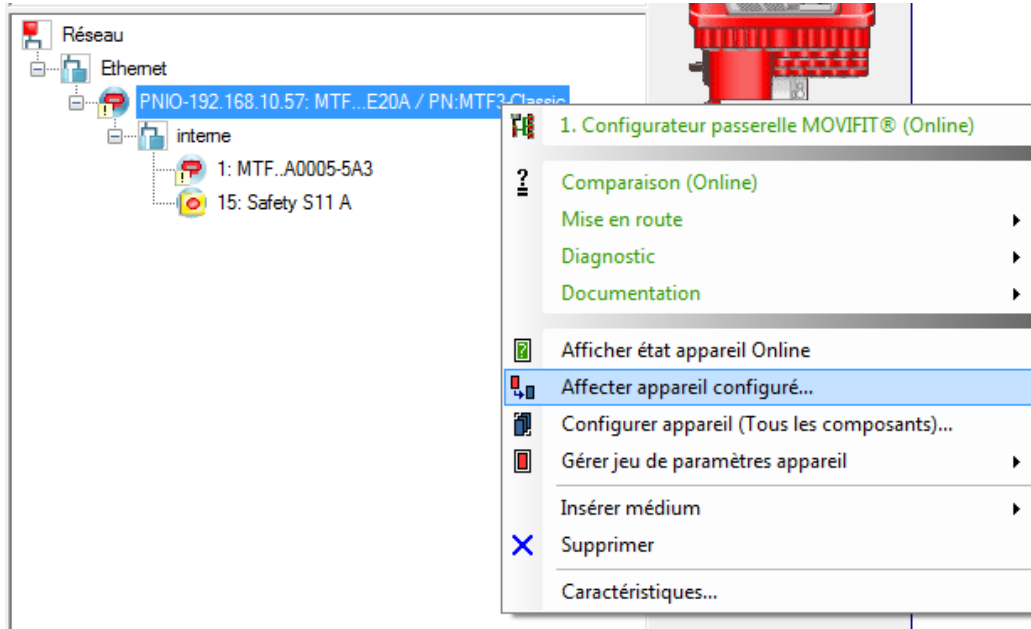 Réseau
Ethernet
PNIO-192.168.10.57: MTF...E20A / PN:MTF3-Classic
interne
1: MTF..A0005-5A3
15: Safety S11 A
1. Configurateur passerelle MOVIFIT® (Online)
Comparaison (Online)
Mise en route
Diagnostic
Documentation
Afficher état appareil Online
Affecter appareil configuré...
Configurer appareil (Tous les composants)...
Gérer jeu de paramètres appareil
Insérer médium
Supprimer
Caractéristiques...